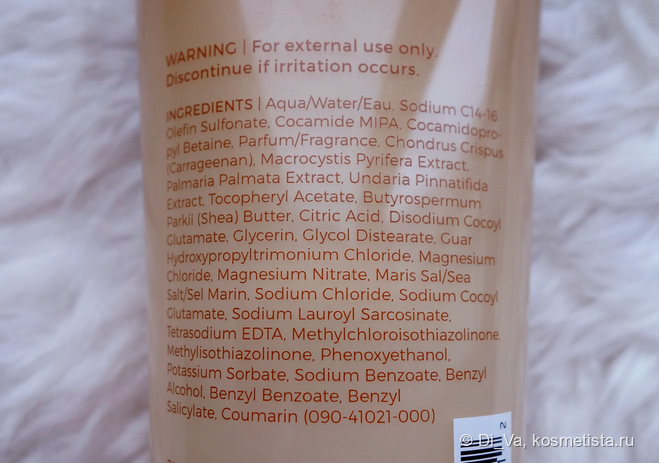 WARNING | For external use only.
Discontinue if irritation occurs.
INGREDIENTS | Aqua/Water/Eau, Sodium C14-16
Olefin Sulfonate, Cocamide MIPA, Cocamidopro-
pyl Betaine, Parfum/Fragrance, Chondrus Crispus
(Carrageenan), Macrocystis Pyrifera Extract,
Palmaria Palmata Extract, Undaria Pinnatifida
Extract, Tocopheryl Acetate, Butyrospermum
Parkii (Shea) Butter, Citric Acid, Disodium Cocoyl
Glutamate, Glycerin, Glycol Distearate, Guar
Hydroxypropyltrimonium Chloride, Magnesium
Chloride, Magnesium Nitrate, Maris Sal/Sea
Salt/Sel Marin, Sodium Chloride, Sodium Cocoyl
Glutamate, Sodium Lauroyl Sarcosinate,
Tetrasodium EDTA, Methylchloroisothiazolinone,
Methylisothiazolinone, Phenoxyethanol,
Potassium Sorbate, Sodium Benzoate, Benzyl
Alcohol, Benzyl Benzoate, Benzyl
Salicylate, Coumarin (090-41021-000)
© Di_Va, kosmetista.ru